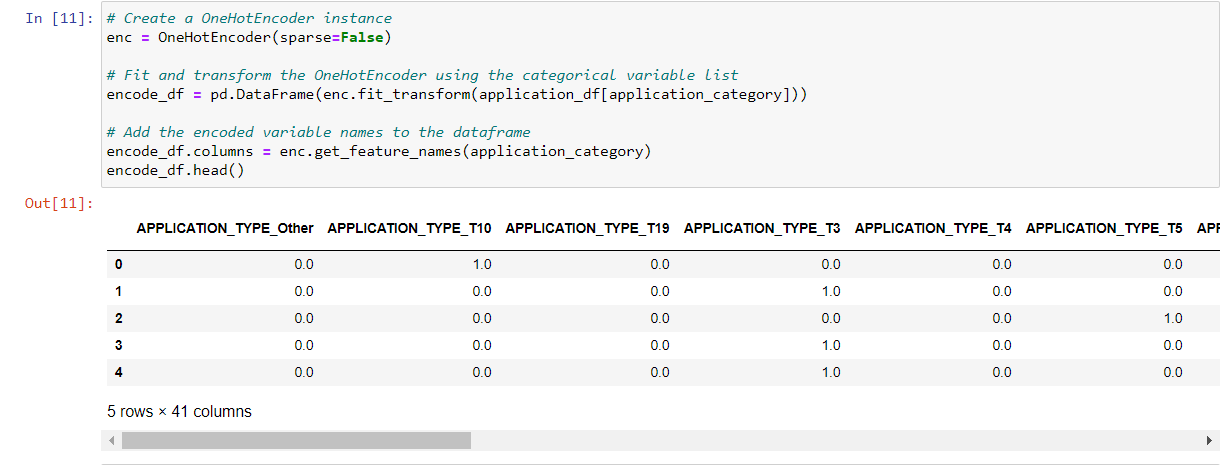 In [11]: # Create a OneHotEncoder instance
enc = OneHotEncoder(sparse=False)
# Fit and transform the OneHotEncoder using the categorical variable list
encode_df = pd.DataFrame(enc.fit_transform(application_df[application_category]))
# Add the encoded variable names to the dataframe
encode_df.columns = enc.get_feature_names(application_category)
encode_df.head()
Out[11]:
APPLICATION_TYPE_Other APPLICATION_TYPE_T10 APPLICATION_TYPE_T19 APPLICATION_TYPE_T3 APPLICATION_TYPE_T4 APPLICATION_TYPE_T5
0 0.0 1.0 0.0 0.0 0.0 0.0
1 0.0 0.0 0.0 1.0 0.0 0.0
2 0.0 0.0 0.0 0.0 0.0 1.0
3 0.0 0.0 0.0 1.0 0.0 0.0
4 0.0 0.0 0.0 1.0 0.0 0.0
5 rows × 41 columns